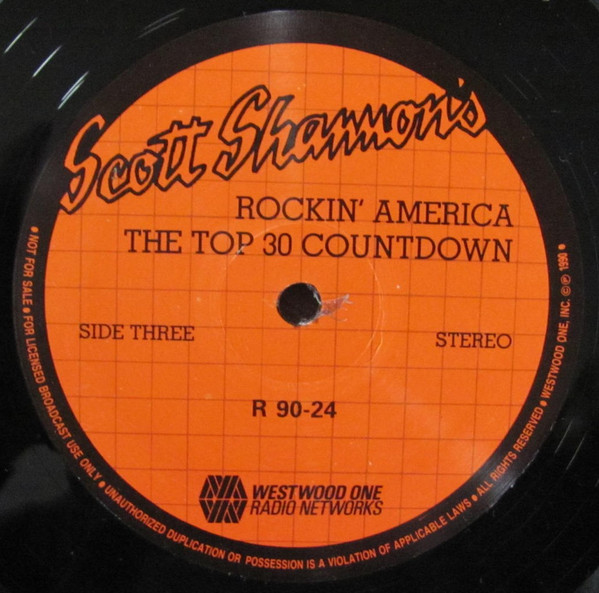 Scott Shannon's
ROCKIN' AMERICA
THE TOP 30 COUNTDOWN
SIDE THREE
STEREO
R 90-24
WESTWOOD ONE
RADIO NETWORKS
● NOT FOR SALE ● FOR LICENSED BROADCAST USE ONLY ● UNAUTHORIZED DUPLICATION OR POSSESSION IS A VIOLATION OF APPLICABLE LAWS ● ALL RIGHTS RESERVED ● WESTWOOD ONE, INC. © ℗ 1990 ●